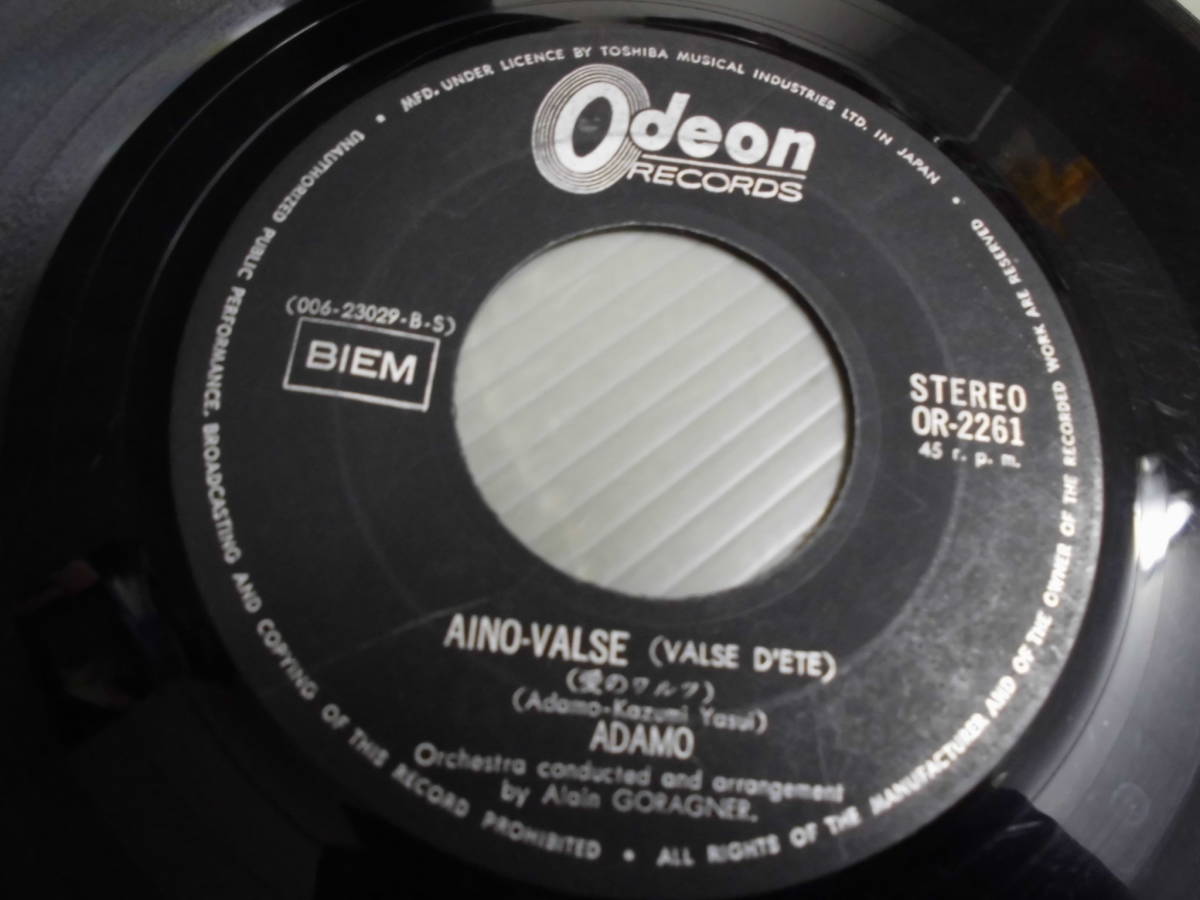 MFD. UNDER LICENCE BY TOSHIBA MUSICAL INDUSTRIES LTD. IN JAPAN •
Odeon
RECORDS
(006-23029-B-S)
BIEM
STEREO
OR-2261
45 r. p. m.
AINO-VALSE (VALSE D'ETE)
(愛のワルツ)
(Adamo-Kazumi Yasui)
ADAMO
Orchestra conducted and arrangement
by Alain GORAGNER.
ALL RIGHTS OF THE MANUFACTURER AND OF THE OWNER OF THE RECORDED WORK ARE RESERVED •
UNAUTHORIZED PUBLIC PERFORMANCE, BROADCASTING AND COPYING OF THIS RECORD PROHIBITED •